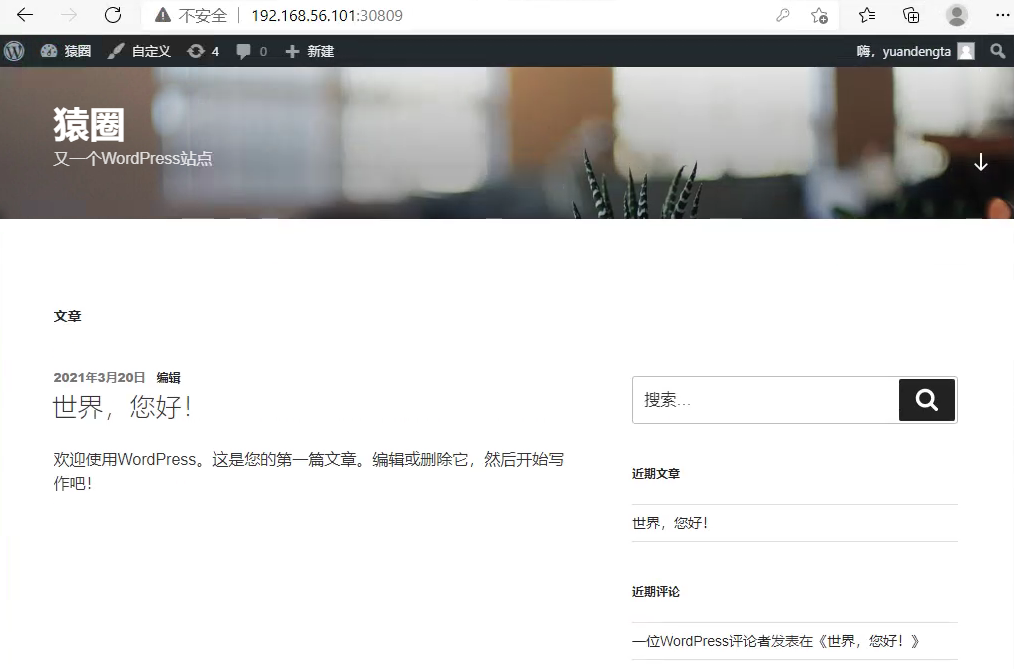 不安全 192.168.56.101:30809
猿圈 自定义 4 0 新建 嗨，yuandengta
猿圈
又一个WordPress站点
文章
2021年3月20日 编辑
世界，您好！
欢迎使用WordPress。这是您的第一篇文章。编辑或删除它，然后开始写
作吧！
搜索…
近期文章
世界，您好！
近期评论
一位WordPress评论者发表在《世界，您好！》